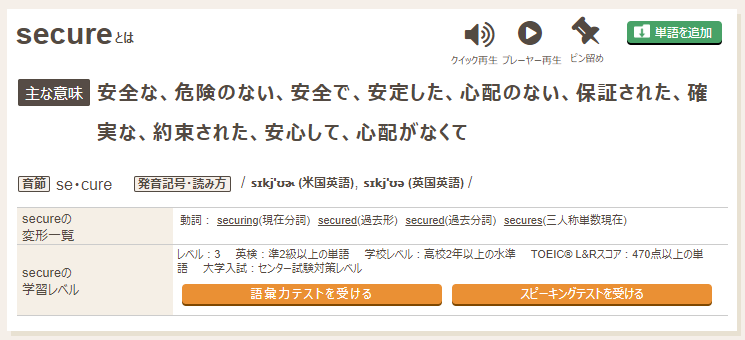 secureとは
クイック再生 プレーヤー再生 ピン留め
単語を追加
主な意味 安全な、危険のない、安全で、安定した、心配のない、保証された、確
実な、約束された、安心して、心配がなくて
音節 se・cure 発音記号・読み方 / sɪkjˈʊɚ (米国英語), sɪkjˈʊə (英国英語) /
secureの
変形一覧
動詞： securing(現在分詞) secured(過去形) secured(過去分詞) secures(三人称単数現在)
secureの
学習レベル
レベル：3 英検：準2級以上の単語 学校レベル：高校2年以上の水準 TOEIC® L&Rスコア：470点以上の単
語 大学入試：センター試験対策レベル
語彙力テストを受ける スピーキングテストを受ける